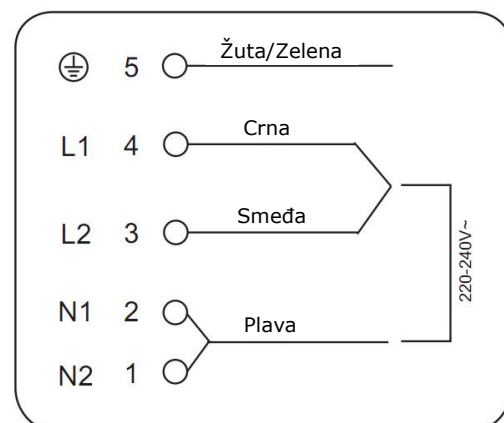 5 Žuta/Zelena
L1 4 Crna
L2 3 Smeđa
N1 2
Plava
N2 1
220-240V~